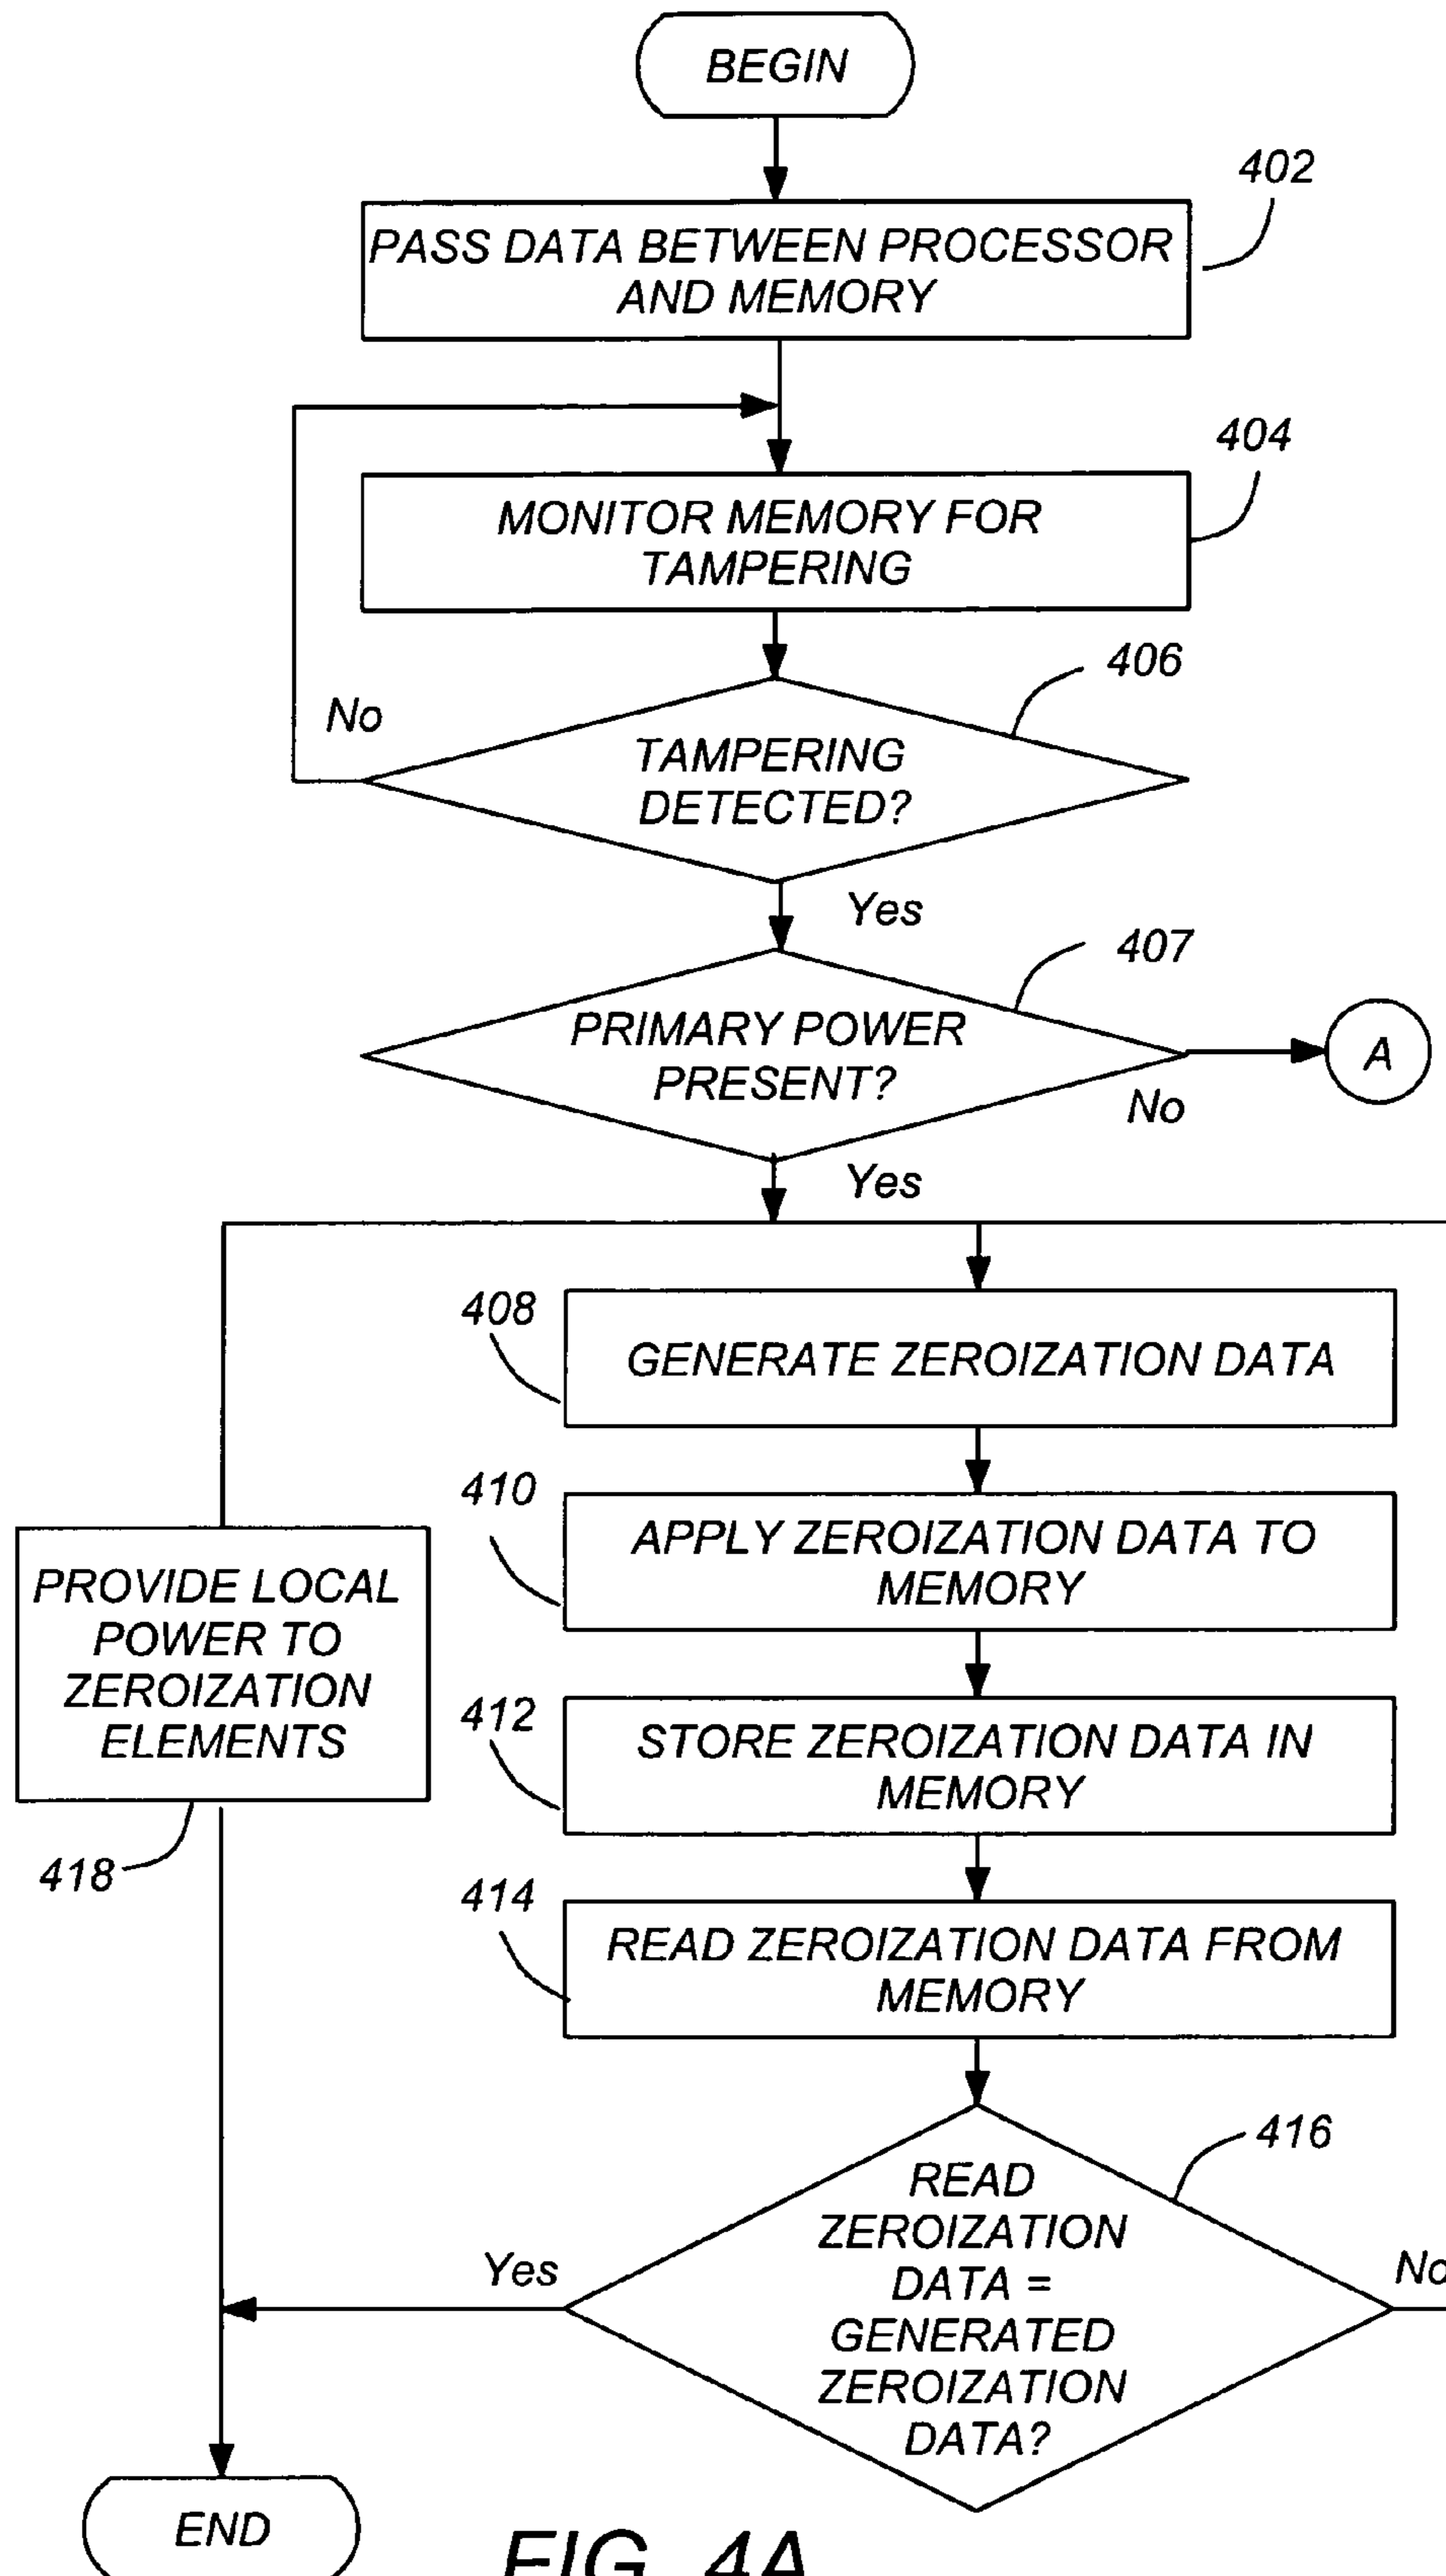 BEGIN
402
PASS DATA BETWEEN PROCESSOR
AND MEMORY
404
MONITOR MEMORY FOR
TAMPERING
406
No
TAMPERING
DETECTED?
Yes
407
PRIMARY POWER
PRESENT?
A
No
Yes
408
GENERATE ZEROIZATION DATA
410
APPLY ZEROIZATION DATA TO
MEMORY
PROVIDE LOCAL
POWER TO
ZEROIZATION
ELEMENTS
412
STORE ZEROIZATION DATA IN
MEMORY
418
414
READ ZEROIZATION DATA FROM
MEMORY
416
READ
ZEROIZATION
DATA =
GENERATED
ZEROIZATION
DATA?
Yes
No
END
FIG. 4A